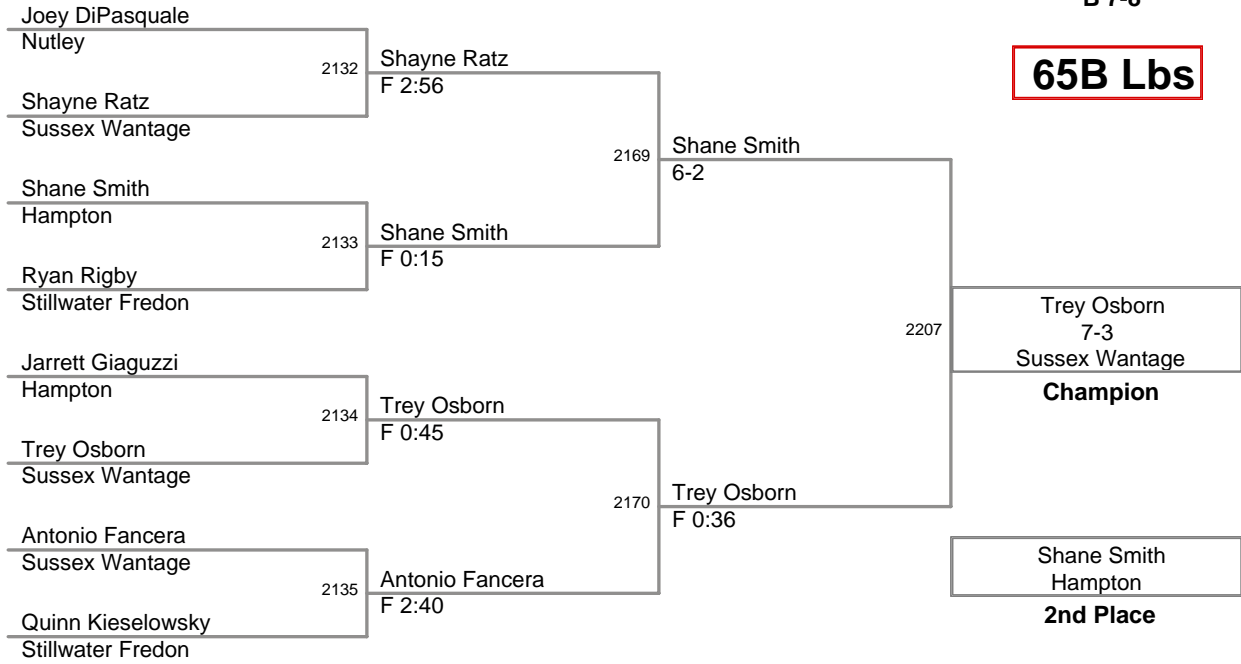 B 7-8
65B Lbs
Joey DiPasquale
Nutley
2132
Shayne Ratz
F 2:56
Shayne Ratz
Sussex Wantage
2169
Shane Smith
6-2
Shane Smith
Hampton
2133
Shane Smith
F 0:15
Ryan Rigby
Stillwater Fredon
2207
Trey Osborn
7-3
Sussex Wantage
Champion
Jarrett Giaguzzi
Hampton
2134
Trey Osborn
F 0:45
Trey Osborn
Sussex Wantage
2170
Trey Osborn
F 0:36
Antonio Fancera
Sussex Wantage
2135
Antonio Fancera
F 2:40
Quinn Kieselowsky
Stillwater Fredon
Shane Smith
Hampton
2nd Place